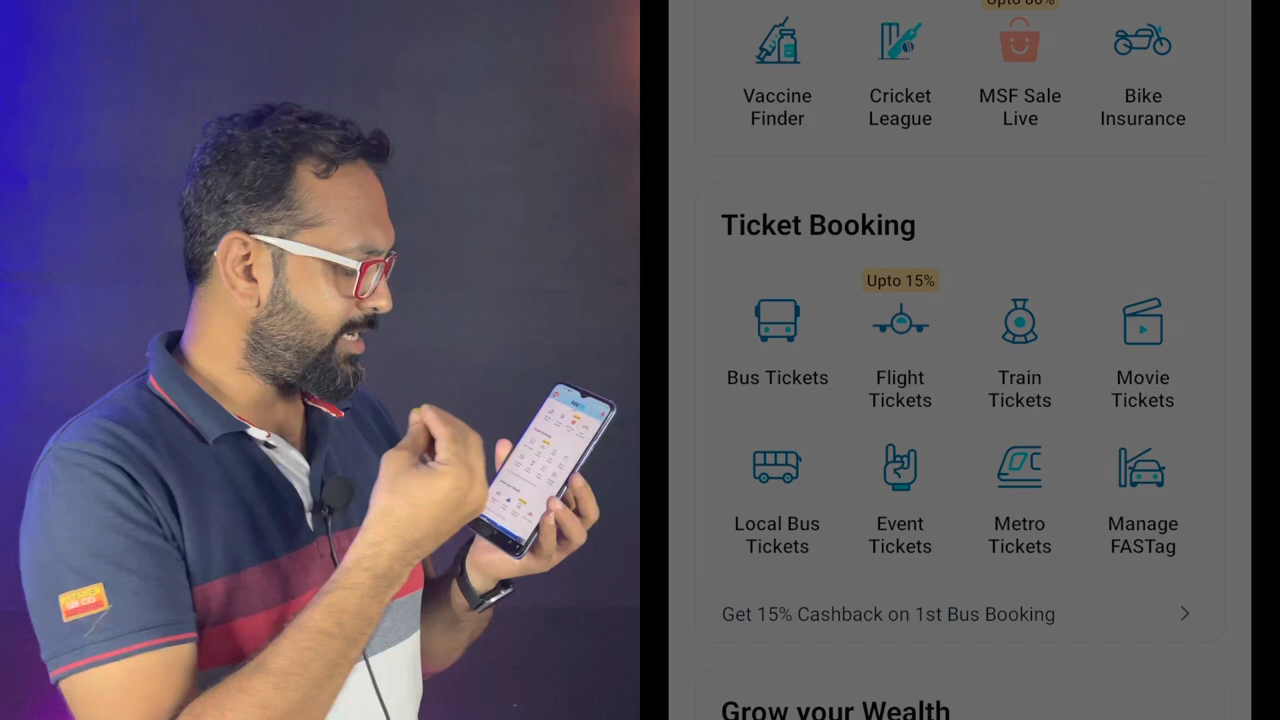 Upto 80%
Vaccine Finder
Cricket League
MSF Sale Live
Bike Insurance
Ticket Booking
Upto 15%
Bus Tickets
Flight Tickets
Train Tickets
Movie Tickets
Local Bus Tickets
Event Tickets
Metro Tickets
Manage FASTag
Get 15% Cashback on 1st Bus Booking
Grow your Wealth